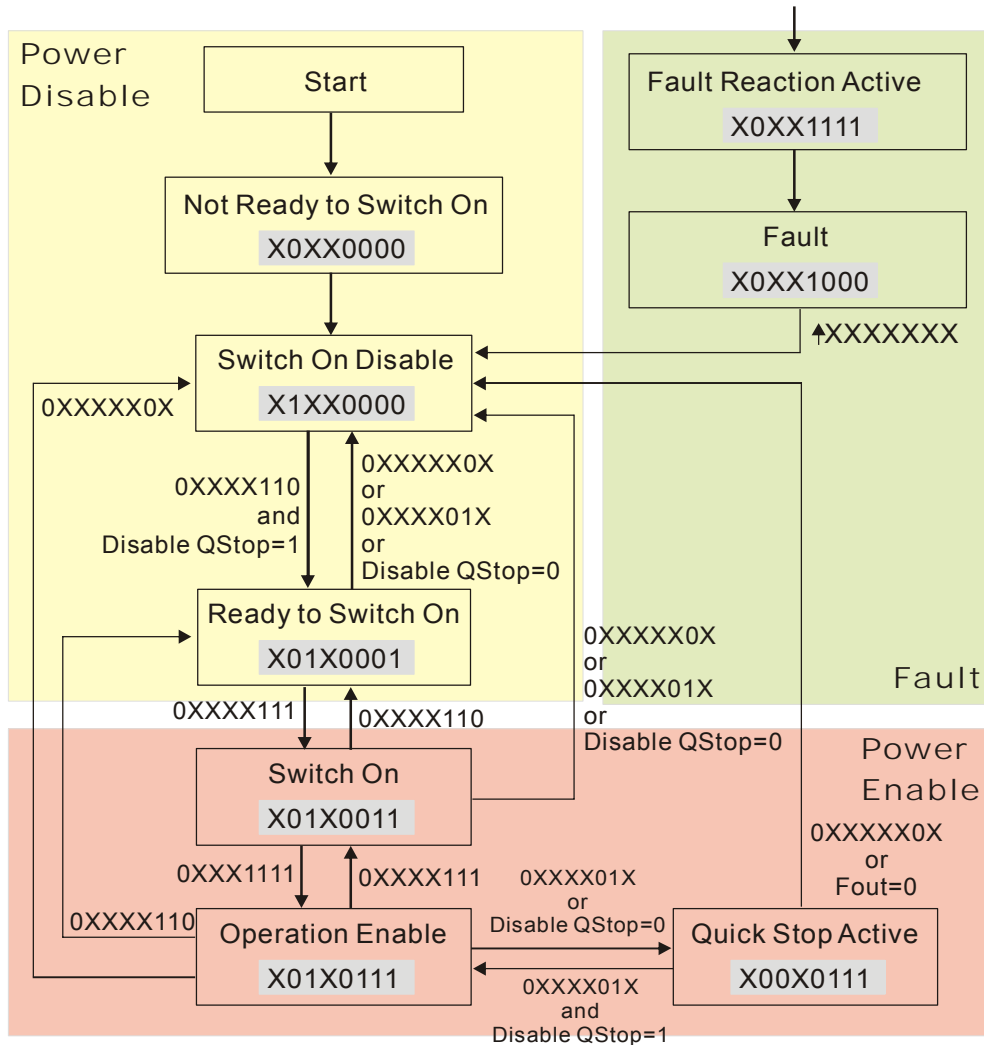 Power
Disable
Start
Not Ready to Switch On
X0XX0000
Switch On Disable
X1XX0000
0XXXXX0X
0XXXX110
and
Disable QStop=1
0XXXXX0X
or
0XXXX01X
or
Disable QStop=0
Ready to Switch On
X01X0001
0XXXX111
0XXXX110
Fault Reaction Active
X0XX1111
Fault
X0XX1000
XXXXXXX
Fault
0XXXXX0X
or
0XXXX01X
or
Disable QStop=0
Power
Enable
Switch On
X01X0011
0XXX1111
0XXXX111
0XXXX110
Operation Enable
X01X0111
0XXXX01X
or
Disable QStop=0
0XXXX01X
and
Disable QStop=1
0XXXXX0X
or
Fout=0
Quick Stop Active
X00X0111